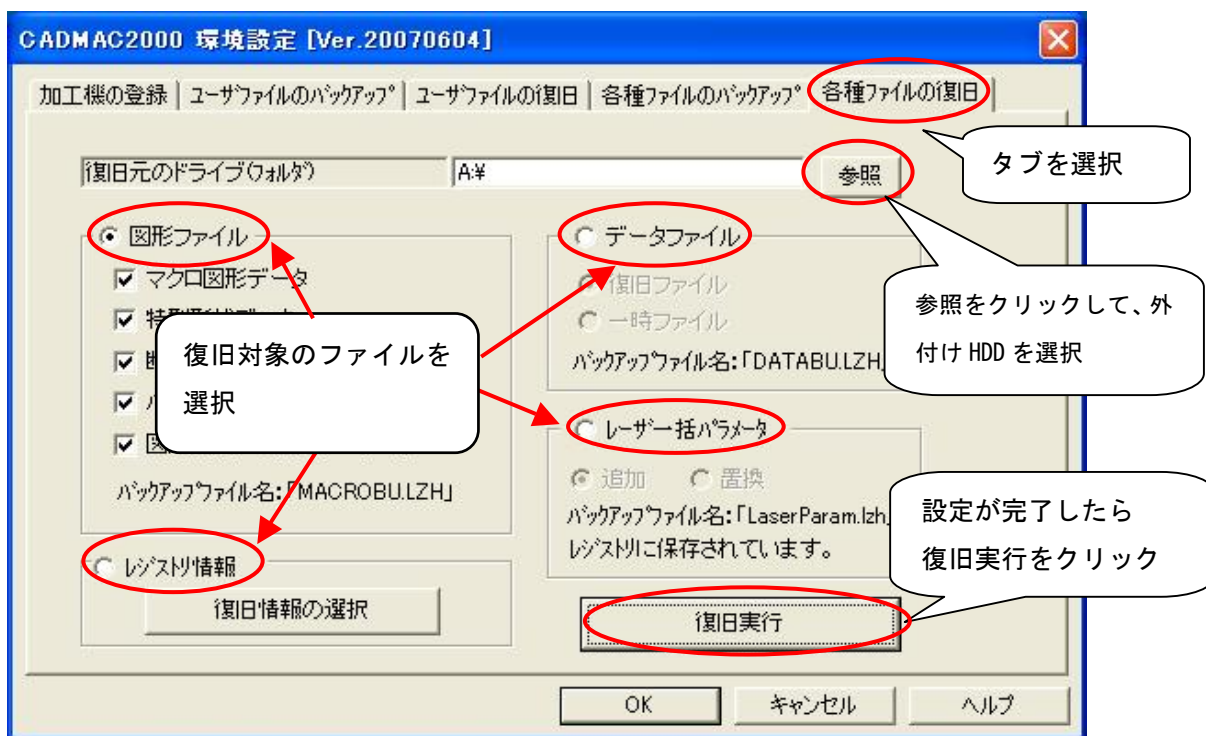 CADMAC2000 環境設定 [Ver.20070604]
加工機の登録
ユーザファイルのバックアップ
ユーザファイルの復旧
各種ファイルのバックアップ
各種ファイルの復旧
タブを選択
復旧元のドライブ(フォルダ)
A:¥
参照
参照をクリックして、外
付け HDD を選択
図形ファイル
マクロ図形データ
復旧対象のファイルを
選択
バックアップファイル名:「MACROBU.LZH」
レジストリ情報
復旧情報の選択
データファイル
復旧ファイル
一時ファイル
バックアップファイル名:「DATABU.LZH」
レーザー括パラメータ
追加
置換
バックアップファイル名:「LaserParam.lzh」
レジストリに保存されています。
設定が完了したら
復旧実行をクリック
復旧実行
OK
キャンセル
ヘルプ